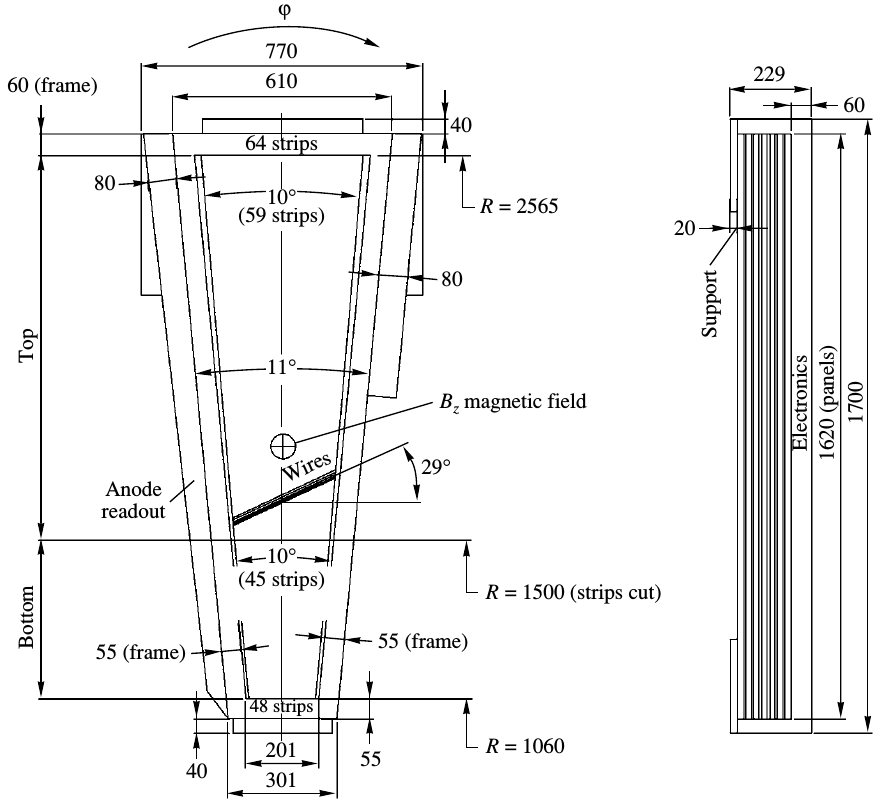 φ
770
610
60 (frame)
40
64 strips
80
10°
(59 strips)
R = 2565
80
Top
11°
B_z magnetic field
Wires
29°
Anode
readout
10°
(45 strips)
R = 1500 (strips cut)
Bottom
55 (frame)
55 (frame)
48 strips
R = 1060
40
201
55
301
229
60
20
Support
Electronics
1620 (panels)
1700